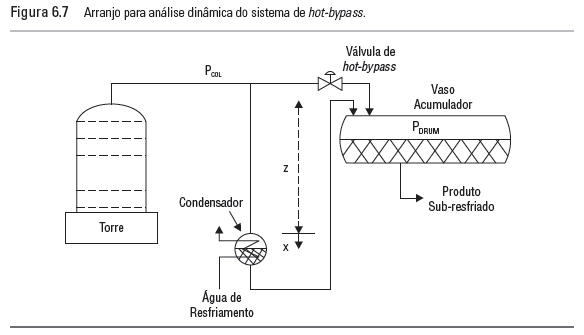 Figura 6.7 Arranjo para análise dinâmica do sistema de hot-bypass.
P_COL
Válvula de
hot-bypass
Vaso
Acumulador
P_DRUM
z
Condensador
Produto
Sub-resfriado
Torre
x
Água de
Resfriamento